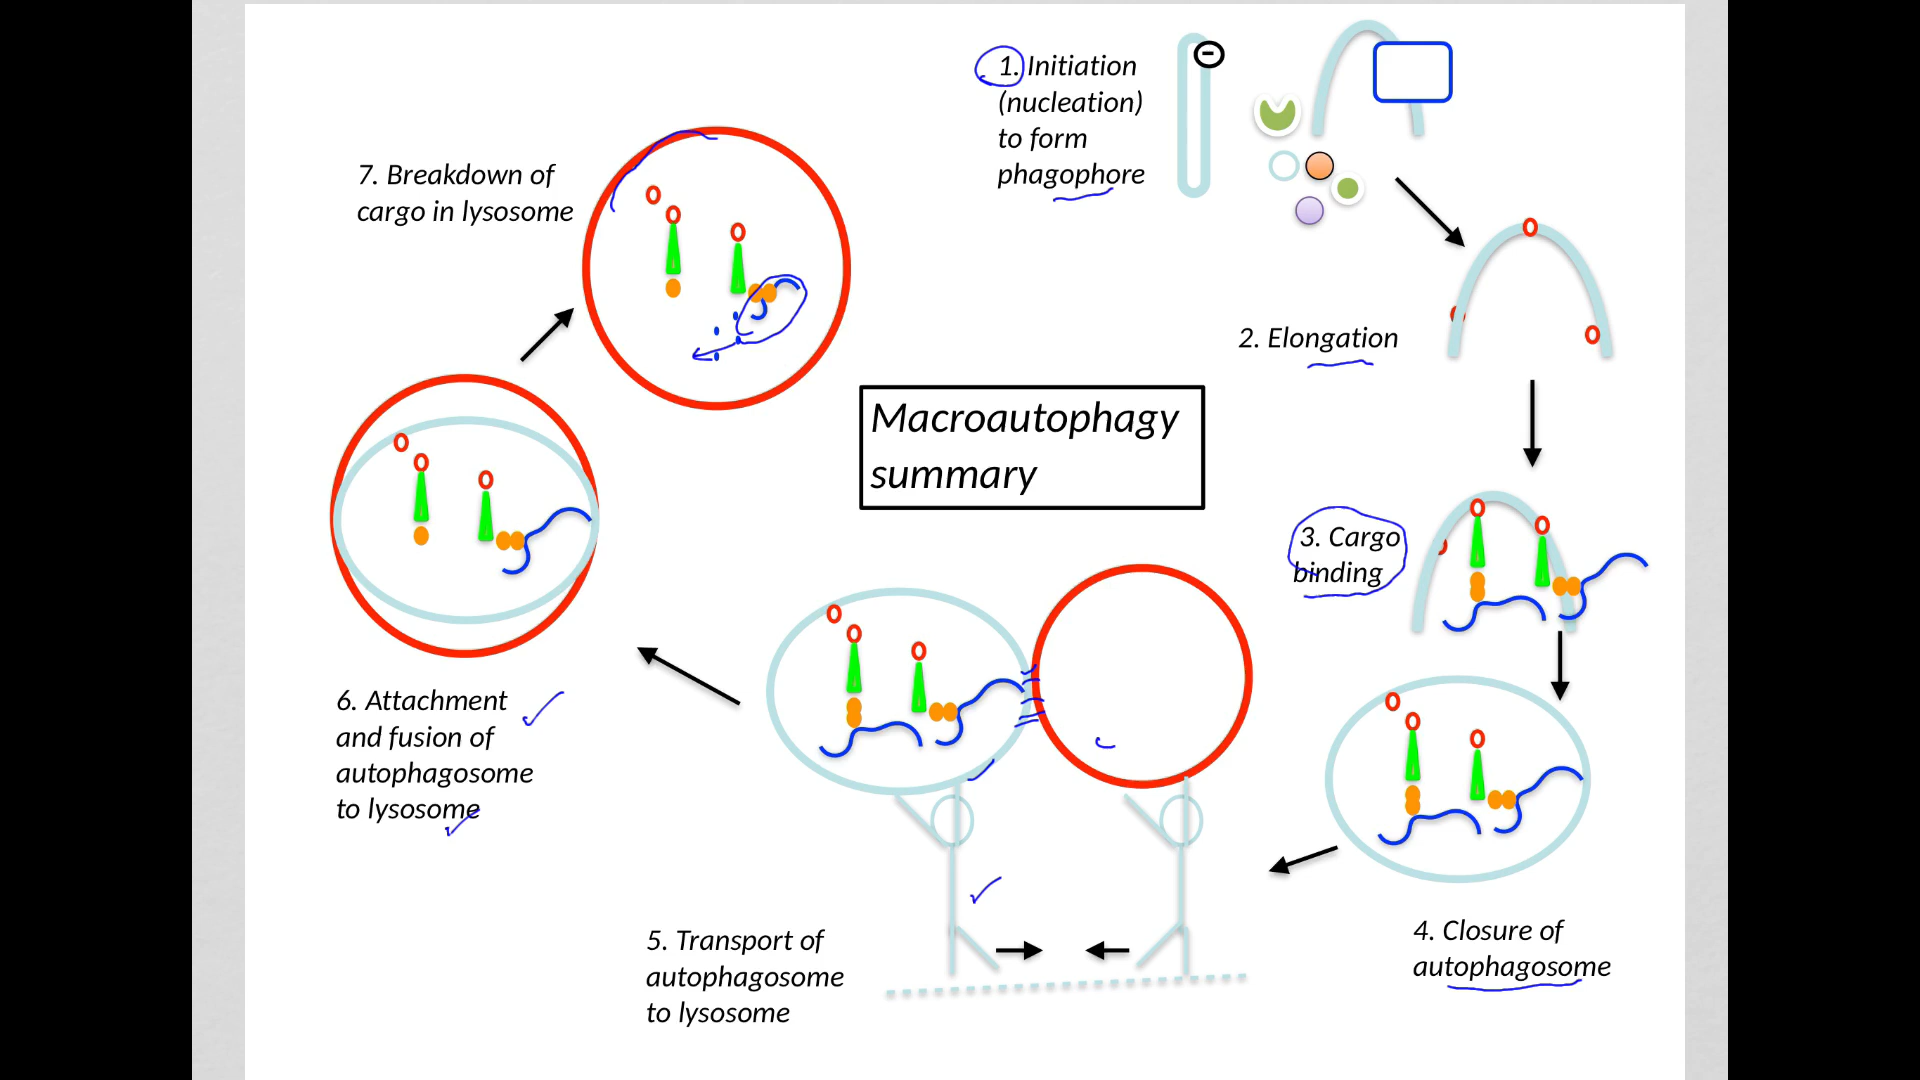 1. Initiation
(nucleation)
to form
phagophore
2. Elongation
3. Cargo
binding
4. Closure of
autophagosome
5. Transport of
autophagosome
to lysosome
6. Attachment
and fusion of
autophagosome
to lysosome
7. Breakdown of
cargo in lysosome
Macroautophagy
summary